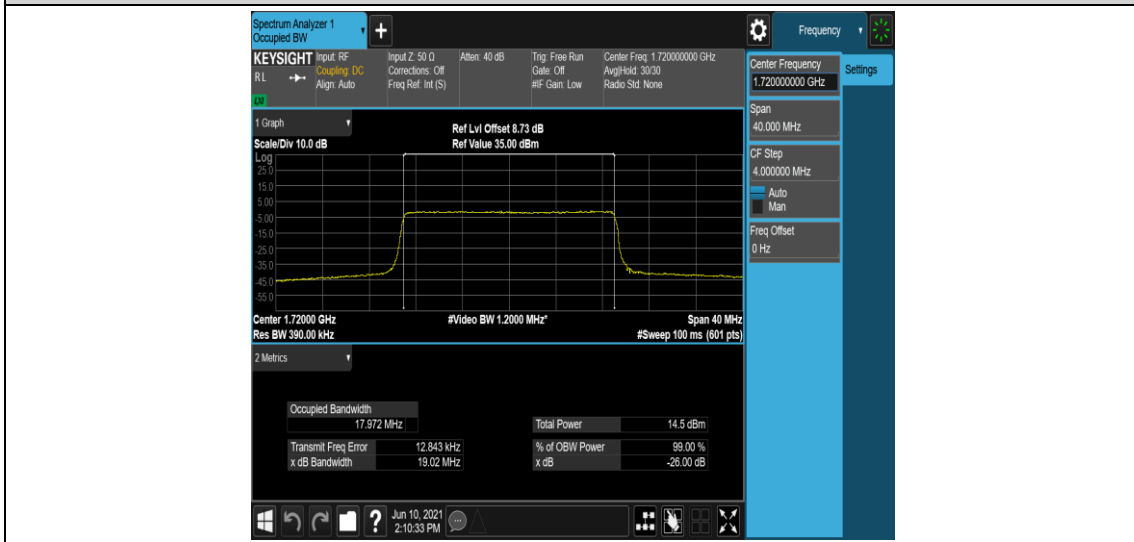 Spectrum Analyzer 1
Occupied BW
Frequency
KEYSIGHT
RL
Input: RF
Coupling: DC
Align: Auto
Input Z: 50 Ω
Corrections: Off
Freq Ref: Int (S)
Atten: 40 dB
Trig: Free Run
Gate: Off
#IF Gain: Low
Center Freq: 1.720000000 GHz
Avg|Hold: 30/30
Radio Std: None
1 Graph
Ref Lvl Offset 8.73 dB
Scale/Div 10.0 dB
Ref Value 35.00 dBm
Log
25.0
15.0
5.00
-5.00
-15.0
-25.0
-35.0
-45.0
-55.0
Center 1.72000 GHz
#Video BW 1.2000 MHz*
Span 40 MHz
Res BW 390.00 kHz
#Sweep 100 ms (601 pts)
2 Metrics
Occupied Bandwidth
17.972 MHz
Total Power 14.5 dBm
Transmit Freq Error 12.843 kHz
% of OBW Power 99.00 %
x dB Bandwidth 19.02 MHz
x dB -26.00 dB
Center Frequency
1.720000000 GHz
Settings
Span
40.000 MHz
CF Step
4.000000 MHz
Auto
Man
Freq Offset
0 Hz
?
Jun 10, 2021
2:10:33 PM